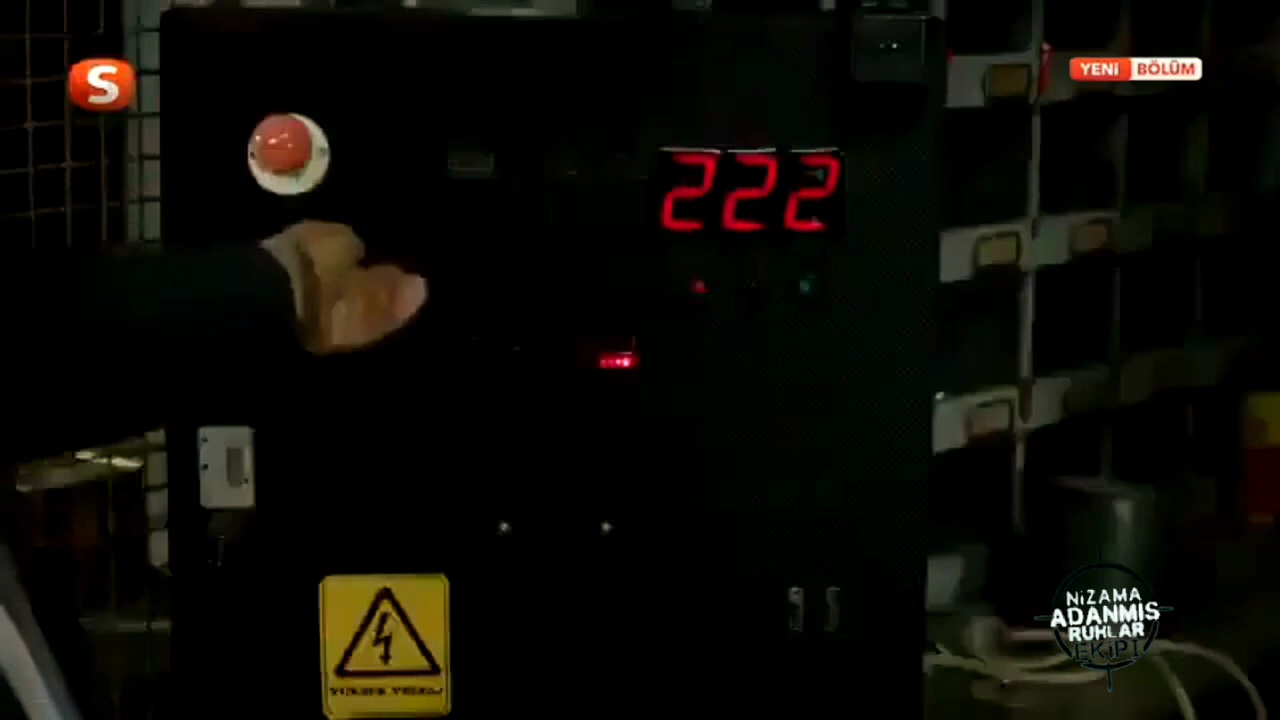 S
YENİ BÖLÜM
222
NİZAMA
ADANMIŞ
RUHLAR
EKİPİ